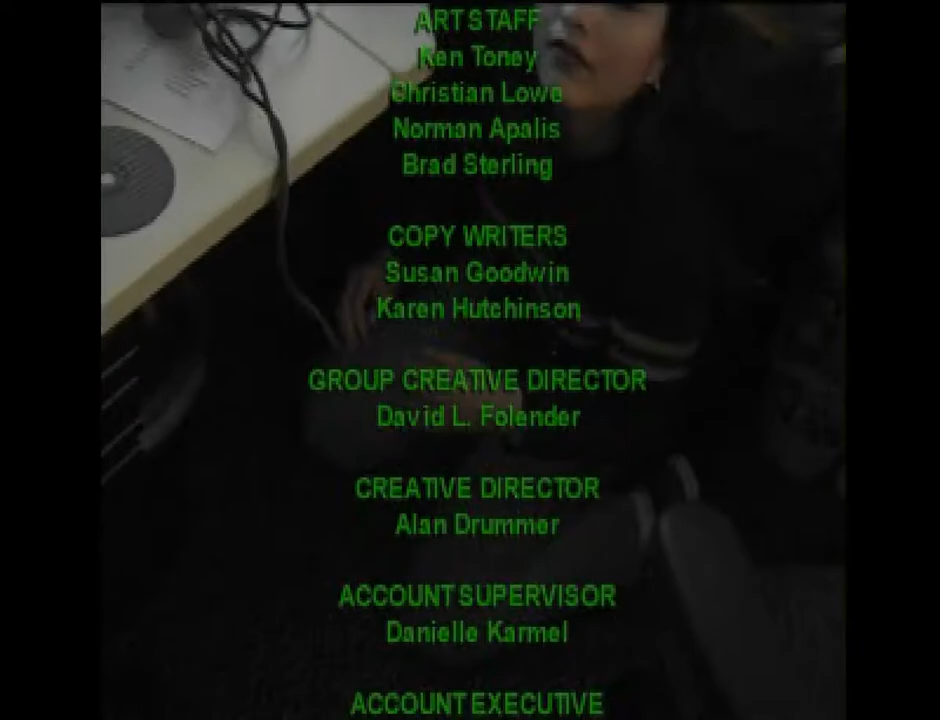 ART STAFF
Ken Toney
Christian Lowe
Norman Apalis
Brad Sterling
COPY WRITERS
Susan Goodwin
Karen Hutchinson
GROUP CREATIVE DIRECTOR
David L. Folender
CREATIVE DIRECTOR
Alan Drummer
ACCOUNT SUPERVISOR
Danielle Karmel
ACCOUNT EXECUTIVE